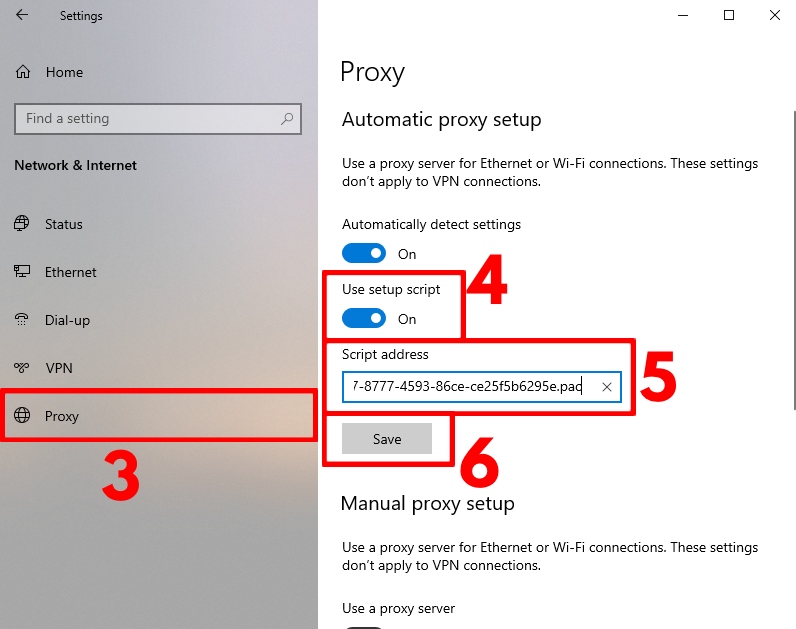 Settings
Home
Find a setting
Network & Internet
Status
Ethernet
Dial-up
VPN
Proxy
3
Proxy
Automatic proxy setup
Use a proxy server for Ethernet or Wi-Fi connections. These settings
don't apply to VPN connections.
Automatically detect settings
On
Use setup script
On
4
Script address
7-8777-4593-86ce-ce25f5b6295e.pac
5
Save
6
Manual proxy setup
Use a proxy server for Ethernet or Wi-Fi connections. These settings
don't apply to VPN connections.
Use a proxy server